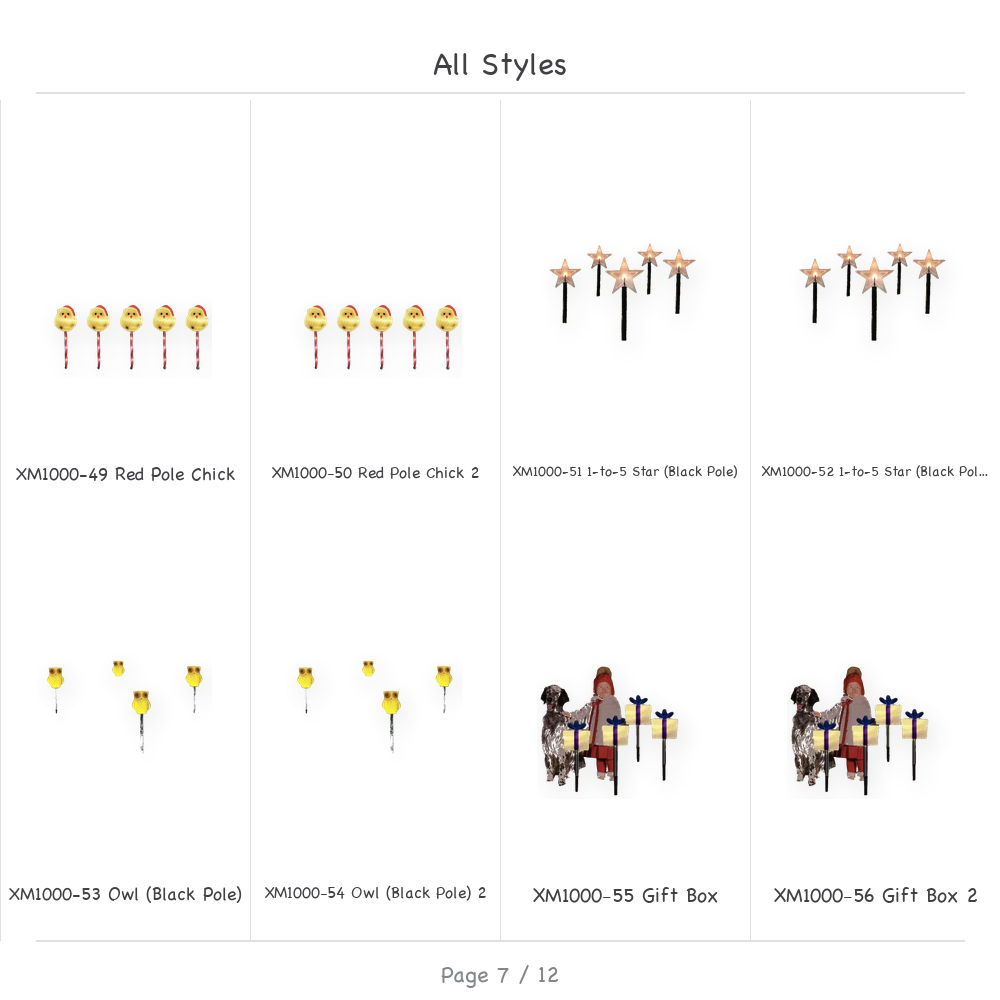 All Styles
XM1000-49 Red Pole Chick
XM1000-50 Red Pole Chick 2
XM1000-51 1-to-5 Star (Black Pole)
XM1000-52 1-to-5 Star (Black Pol...
XM1000-53 Owl (Black Pole)
XM1000-54 Owl (Black Pole) 2
XM1000-55 Gift Box
XM1000-56 Gift Box 2
Page 7 / 12